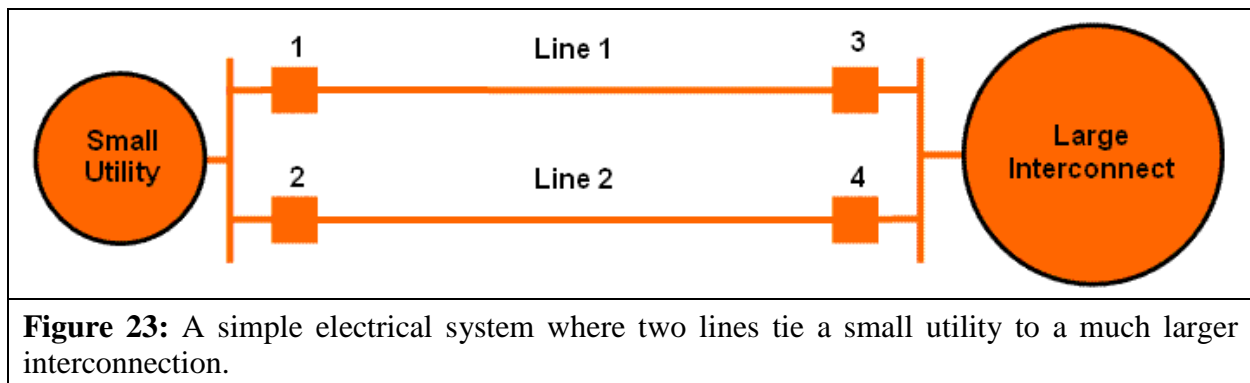 1 Line 1 3
Small
Utility
Large
Interconnect
2 Line 2 4
Figure 23: A simple electrical system where two lines tie a small utility to a much larger
interconnection.